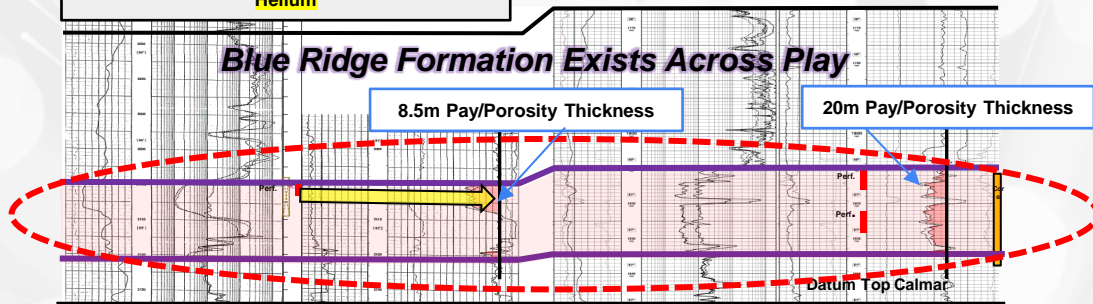 Helium
Blue Ridge Formation Exists Across Play
8.5m Pay/Porosity Thickness
20m Pay/Porosity Thickness
Perf.
Perf.
Perf.
Cor
e
Datum Top Calmar